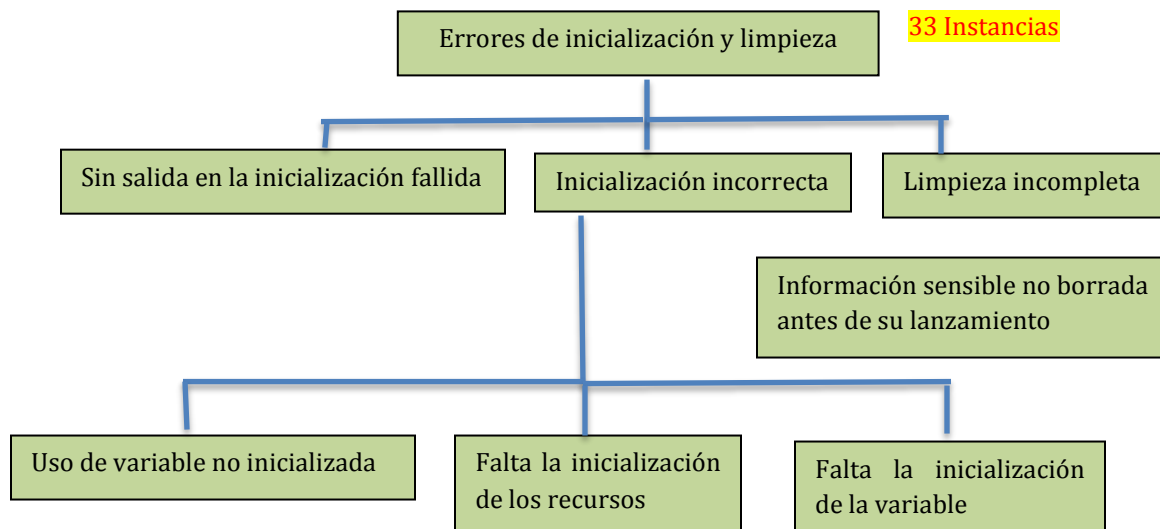 Errores de inicialización y limpieza
33 Instancias
Sin salida en la inicialización fallida
Inicialización incorrecta
Limpieza incompleta
Información sensible no borrada
antes de su lanzamiento
Uso de variable no inicializada
Falta la inicialización
de los recursos
Falta la inicialización
de la variable